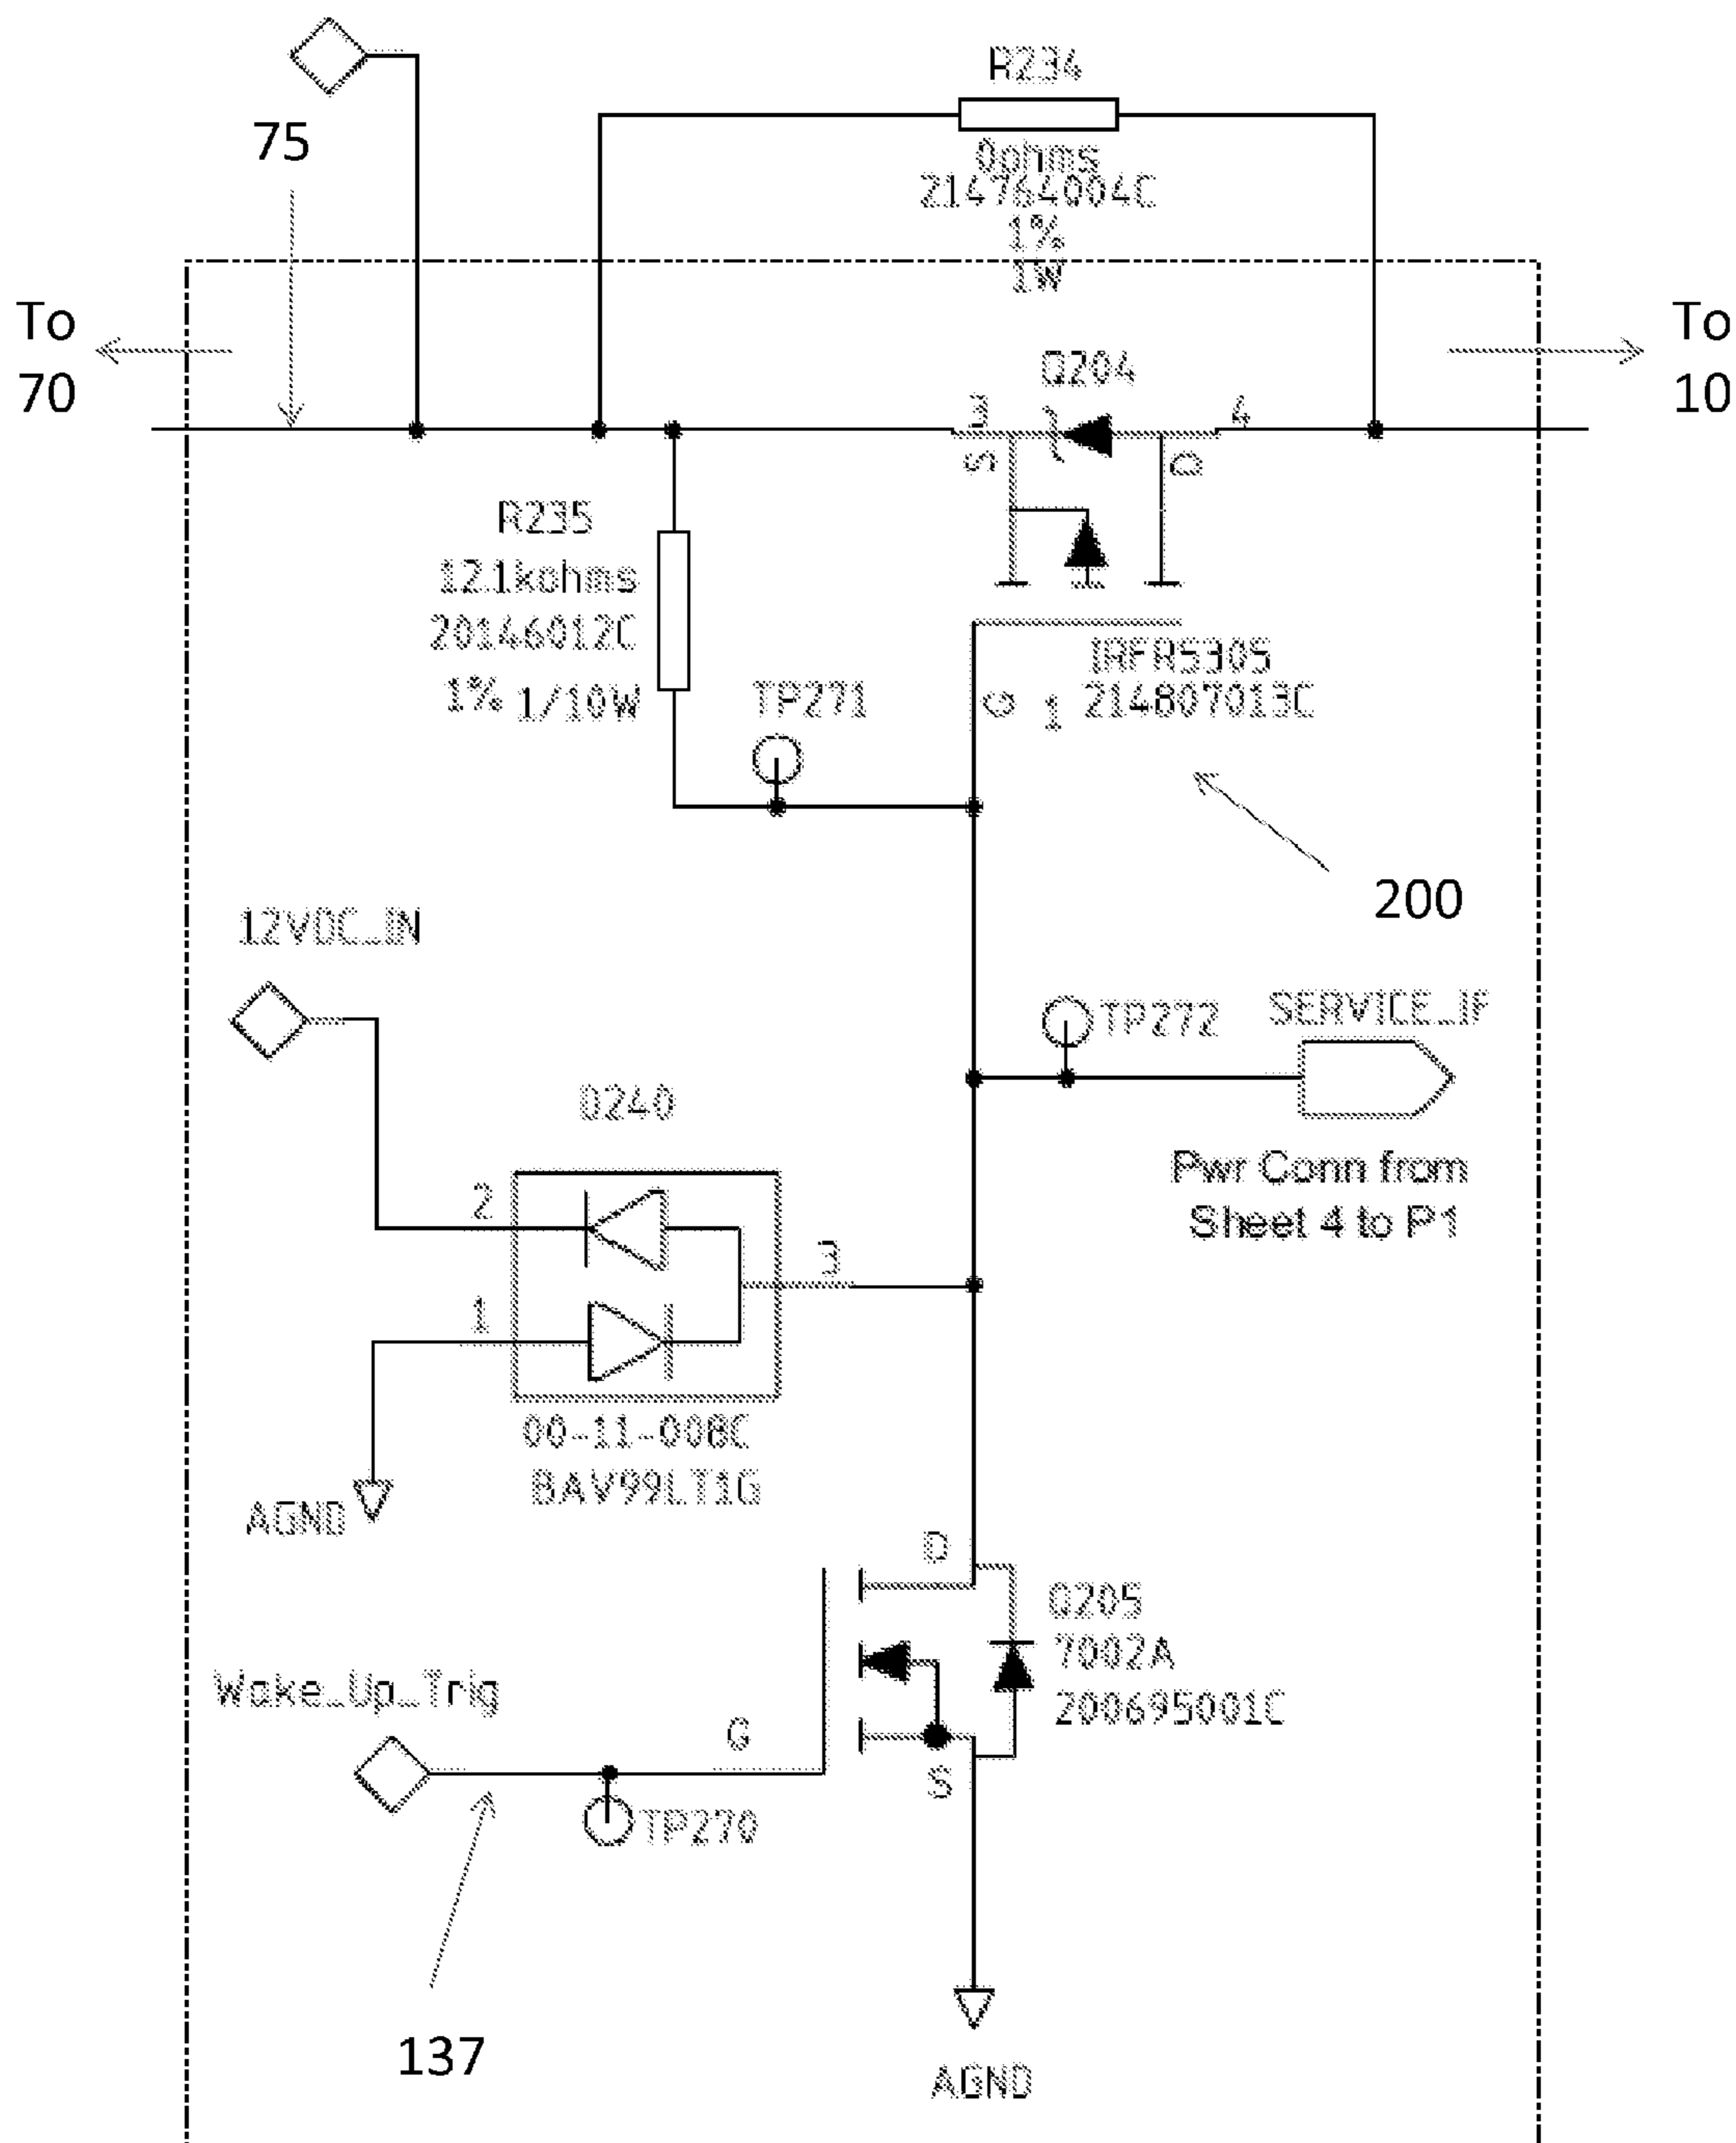 R234
75
0ohms
214764004C
1%
1W
To
70
To
10
Q204
3
4
S
D
R235
12.1kohms
20146012C
1% 1/10W
TP271
G
1
IRFR5305
214807013C
200
12VDC_IN
TP272
SERVICE_IF
D240
Pwr Conn from
Sheet 4 to P1
2
3
1
00-11-008C
BAV99LT1G
AGND
D
Q205
7002A
200695001C
Wake_Up_Trig
G
S
TP270
137
AGND